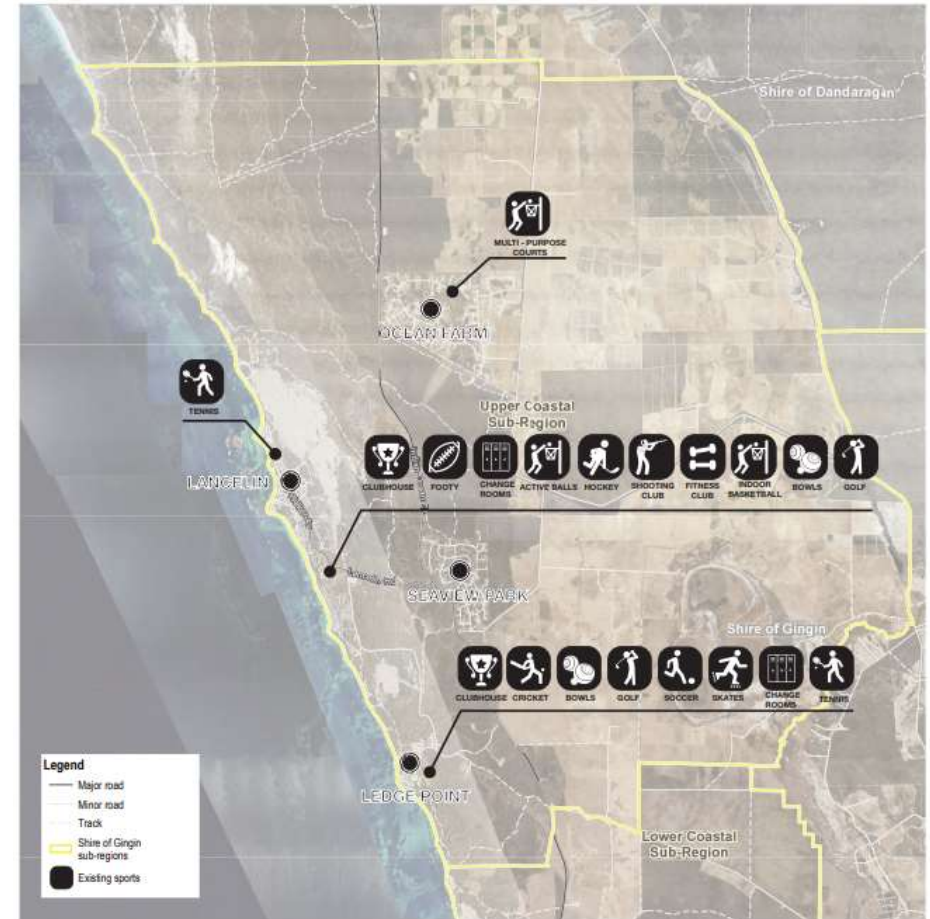 Shire of Dandaragan
MULTI - PURPOSE
COURTS
OCEAN FARM
TENNIS
Upper Coastal
Sub-Region
CLUBHOUSE
FOOTY
CHANGE
ROOMS
ACTIVE BALLS
HOCKEY
SHOOTING
CLUB
FITNESS
CLUB
INDOOR
BASKETBALL
BOWLS
GOLF
LANCELIN
SEAVIEW PARK
Shire of Gingin
CLUBHOUSE
CRICKET
BOWLS
GOLF
SOCCER
SKATES
CHANGE
ROOMS
TENNIS
LEDGE POINT
Lower Coastal
Sub-Region
Legend
Major road
Minor road
Track
Shire of Gingin
sub-regions
Existing sports